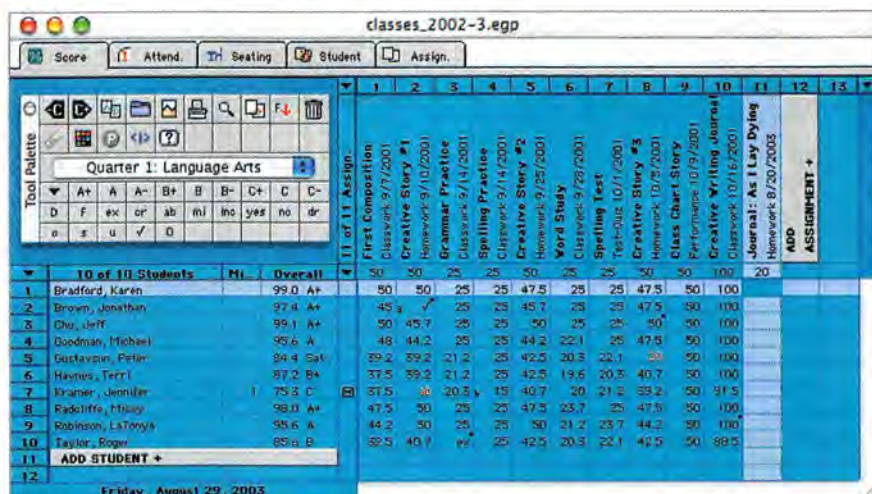 classes_2002-3.egp
Score Attend. Seating Student Assign.
1 2 3 4 5 6 7 8 9 10 11 12 13
Tool Palette
Quarter 1: Language Arts
A+ A A- B+ B B- C+ C C-
D F ex cr ab mi inc yes no dr
o s u √ 0
11 of 11 Assign.
First Composition
Classwork 9/7/2001
Creative Story #1
Homework 9/10/2001
Grammar Practice
Classwork 9/14/2001
Spelling Practice
Classwork 9/14/2001
Creative Story #2
Homework 9/25/2001
Word Study
Classwork 9/28/2001
Spelling Test
Test-Quiz 10/1/2001
Creative Story #3
Homework 10/8/2001
Class Chart Story
Performance 10/9/2001
Creative Writing Journal
Classwork 10/16/2001
Journal: As I Lay Dying
Homework 8/20/2003
ADD
ASSIGNMENT +
10 of 10 Students Mi... Overall 50 50 25 25 50 25 25 50 50 100 20
1 Bradford, Karen 99.0 A+ 50 50 25 25 47.5 25 25 47.5 50 100
2 Brown, Jonathan 97.4 A+ 45 √ 25 25 45.7 25 25 47.5 50 100
3 Chu, Jeff 99.1 A+ 50 45.7 25 25 50 25 25 50 50 100
4 Goodman, Michael 95.6 A 48 44.2 25 25 44.2 22.1 25 47.5 50 100
5 Gustavson, Peter 84.4 Sat 39.2 39.2 21.2 25 42.5 20.3 22.1 50 100
6 Haynes, Terri 87.2 B+ 37.5 39.2 21.2 25 42.5 19.6 20.3 40.7 50 100
7 Kramer, Jennifer 1 75.3 C 37.5 20.3 15 40.7 20 21.2 39.2 50 91.5
8 Radcliffe, Missy 98.0 A+ 47.5 50 25 25 47.5 23.7 25 47.5 50 100
9 Robinson, LaTonya 95.6 A 44.2 50 25 25 50 21.2 23.7 44.2 50 100
10 Taylor, Roger 85.6 B 39.5 40.7 25 42.5 20.3 22.1 42.5 50 88.5
11 ADD STUDENT +
12
Friday, August 29, 2003